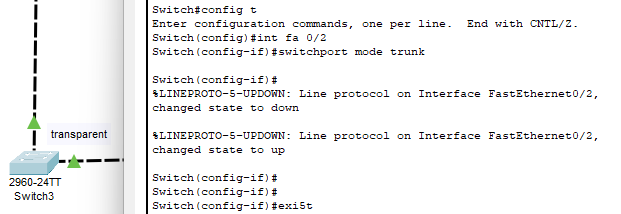 Switch#config t
Enter configuration commands, one per line.  End with CNTL/Z.
Switch(config)#int fa 0/2
Switch(config-if)#switchport mode trunk
Switch(config-if)#
%LINEPROTO-5-UPDOWN: Line protocol on Interface FastEthernet0/2,
changed state to down
%LINEPROTO-5-UPDOWN: Line protocol on Interface FastEthernet0/2,
changed state to up
Switch(config-if)#
Switch(config-if)#
Switch(config-if)#exi5t
transparent
2960-24TT
Switch3